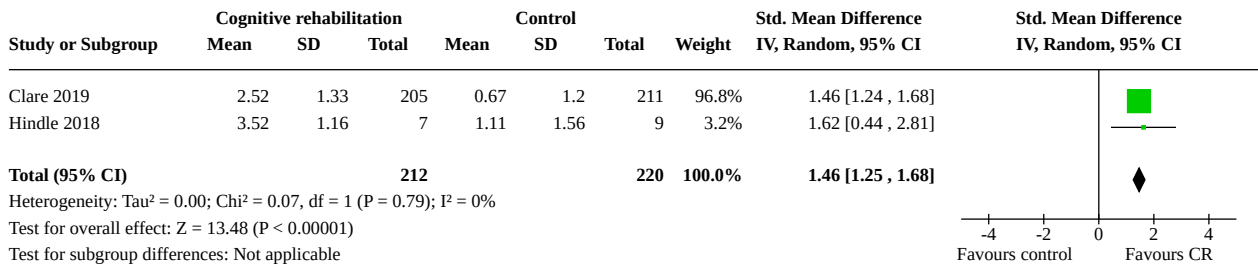 Cognitive rehabilitation Control Std. Mean Difference Std. Mean Difference
Study or Subgroup Mean SD Total Mean SD Total Weight IV, Random, 95% CI IV, Random, 95% CI
Clare 2019 2.52 1.33 205 0.67 1.2 211 96.8% 1.46 [1.24 , 1.68]
Hindle 2018 3.52 1.16 7 1.11 1.56 9 3.2% 1.62 [0.44 , 2.81]
Total (95% CI) 212 220 100.0% 1.46 [1.25 , 1.68]
Heterogeneity: Tau² = 0.00; Chi² = 0.07, df = 1 (P = 0.79); I² = 0%
Test for overall effect: Z = 13.48 (P < 0.00001) -4 -2 0 2 4
Test for subgroup differences: Not applicable Favours control Favours CR